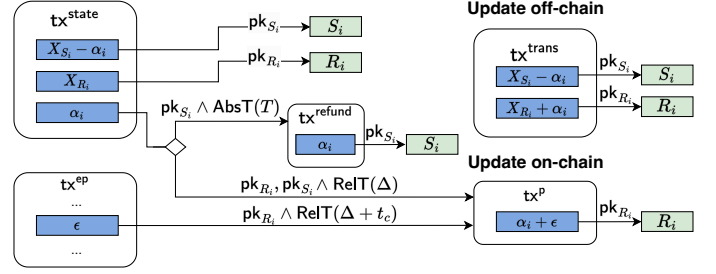 Update off-chain
tx^state
X_{S_i} − α_i
pk_{S_i}
S_i
X_{R_i}
pk_{R_i}
R_i
α_i
tx^trans
X_{S_i} − α_i
pk_{S_i}
S_i
X_{R_i} + α_i
pk_{R_i}
R_i
pk_{S_i} ∧ AbsT(T)
tx^refund
α_i
pk_{S_i}
S_i
Update on-chain
tx^ep
...
ϵ
...
pk_{R_i}, pk_{S_i} ∧ RelT(Δ)
pk_{R_i} ∧ RelT(Δ + t_c)
tx^p
α_i + ϵ
pk_{R_i}
R_i